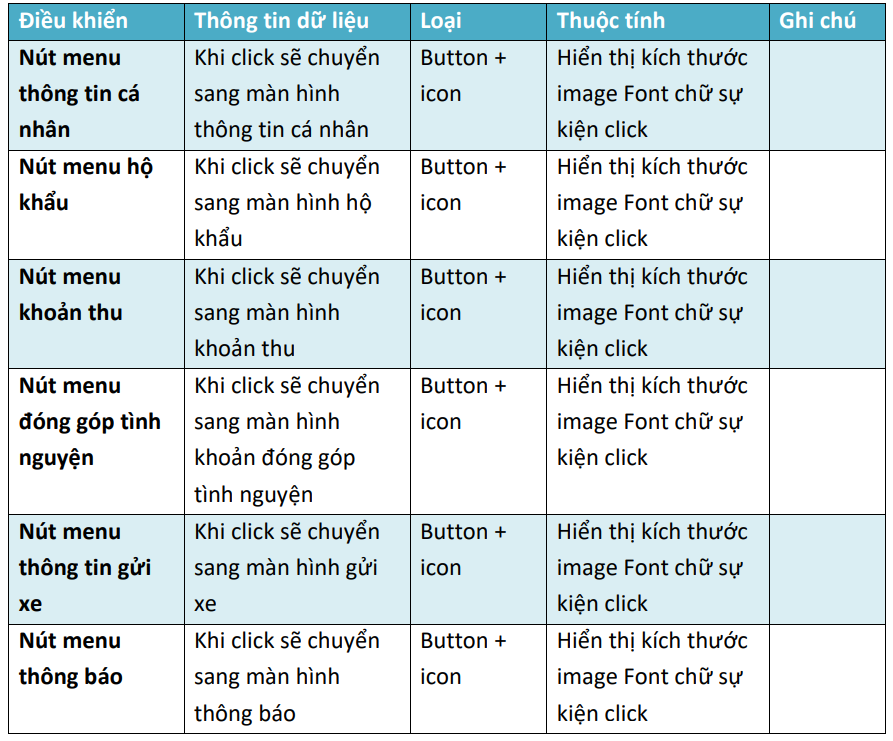 Điều khiển Thông tin dữ liệu Loại Thuộc tính Ghi chú
Nút menu Khi click sẽ chuyển Button + Hiển thị kích thước
thông tin cá sang màn hình icon image Font chữ sự
nhân thông tin cá nhân kiện click
Nút menu hộ Khi click sẽ chuyển Button + Hiển thị kích thước
khẩu sang màn hình hộ icon image Font chữ sự
khẩu kiện click
Nút menu Khi click sẽ chuyển Button + Hiển thị kích thước
khoản thu sang màn hình icon image Font chữ sự
khoản thu kiện click
Nút menu Khi click sẽ chuyển Button + Hiển thị kích thước
đóng góp tình sang màn hình icon image Font chữ sự
nguyện khoản đóng góp kiện click
tình nguyện
Nút menu Khi click sẽ chuyển Button + Hiển thị kích thước
thông tin gửi sang màn hình gửi icon image Font chữ sự
xe xe kiện click
Nút menu Khi click sẽ chuyển Button + Hiển thị kích thước
thông báo sang màn hình icon image Font chữ sự
thông báo kiện click